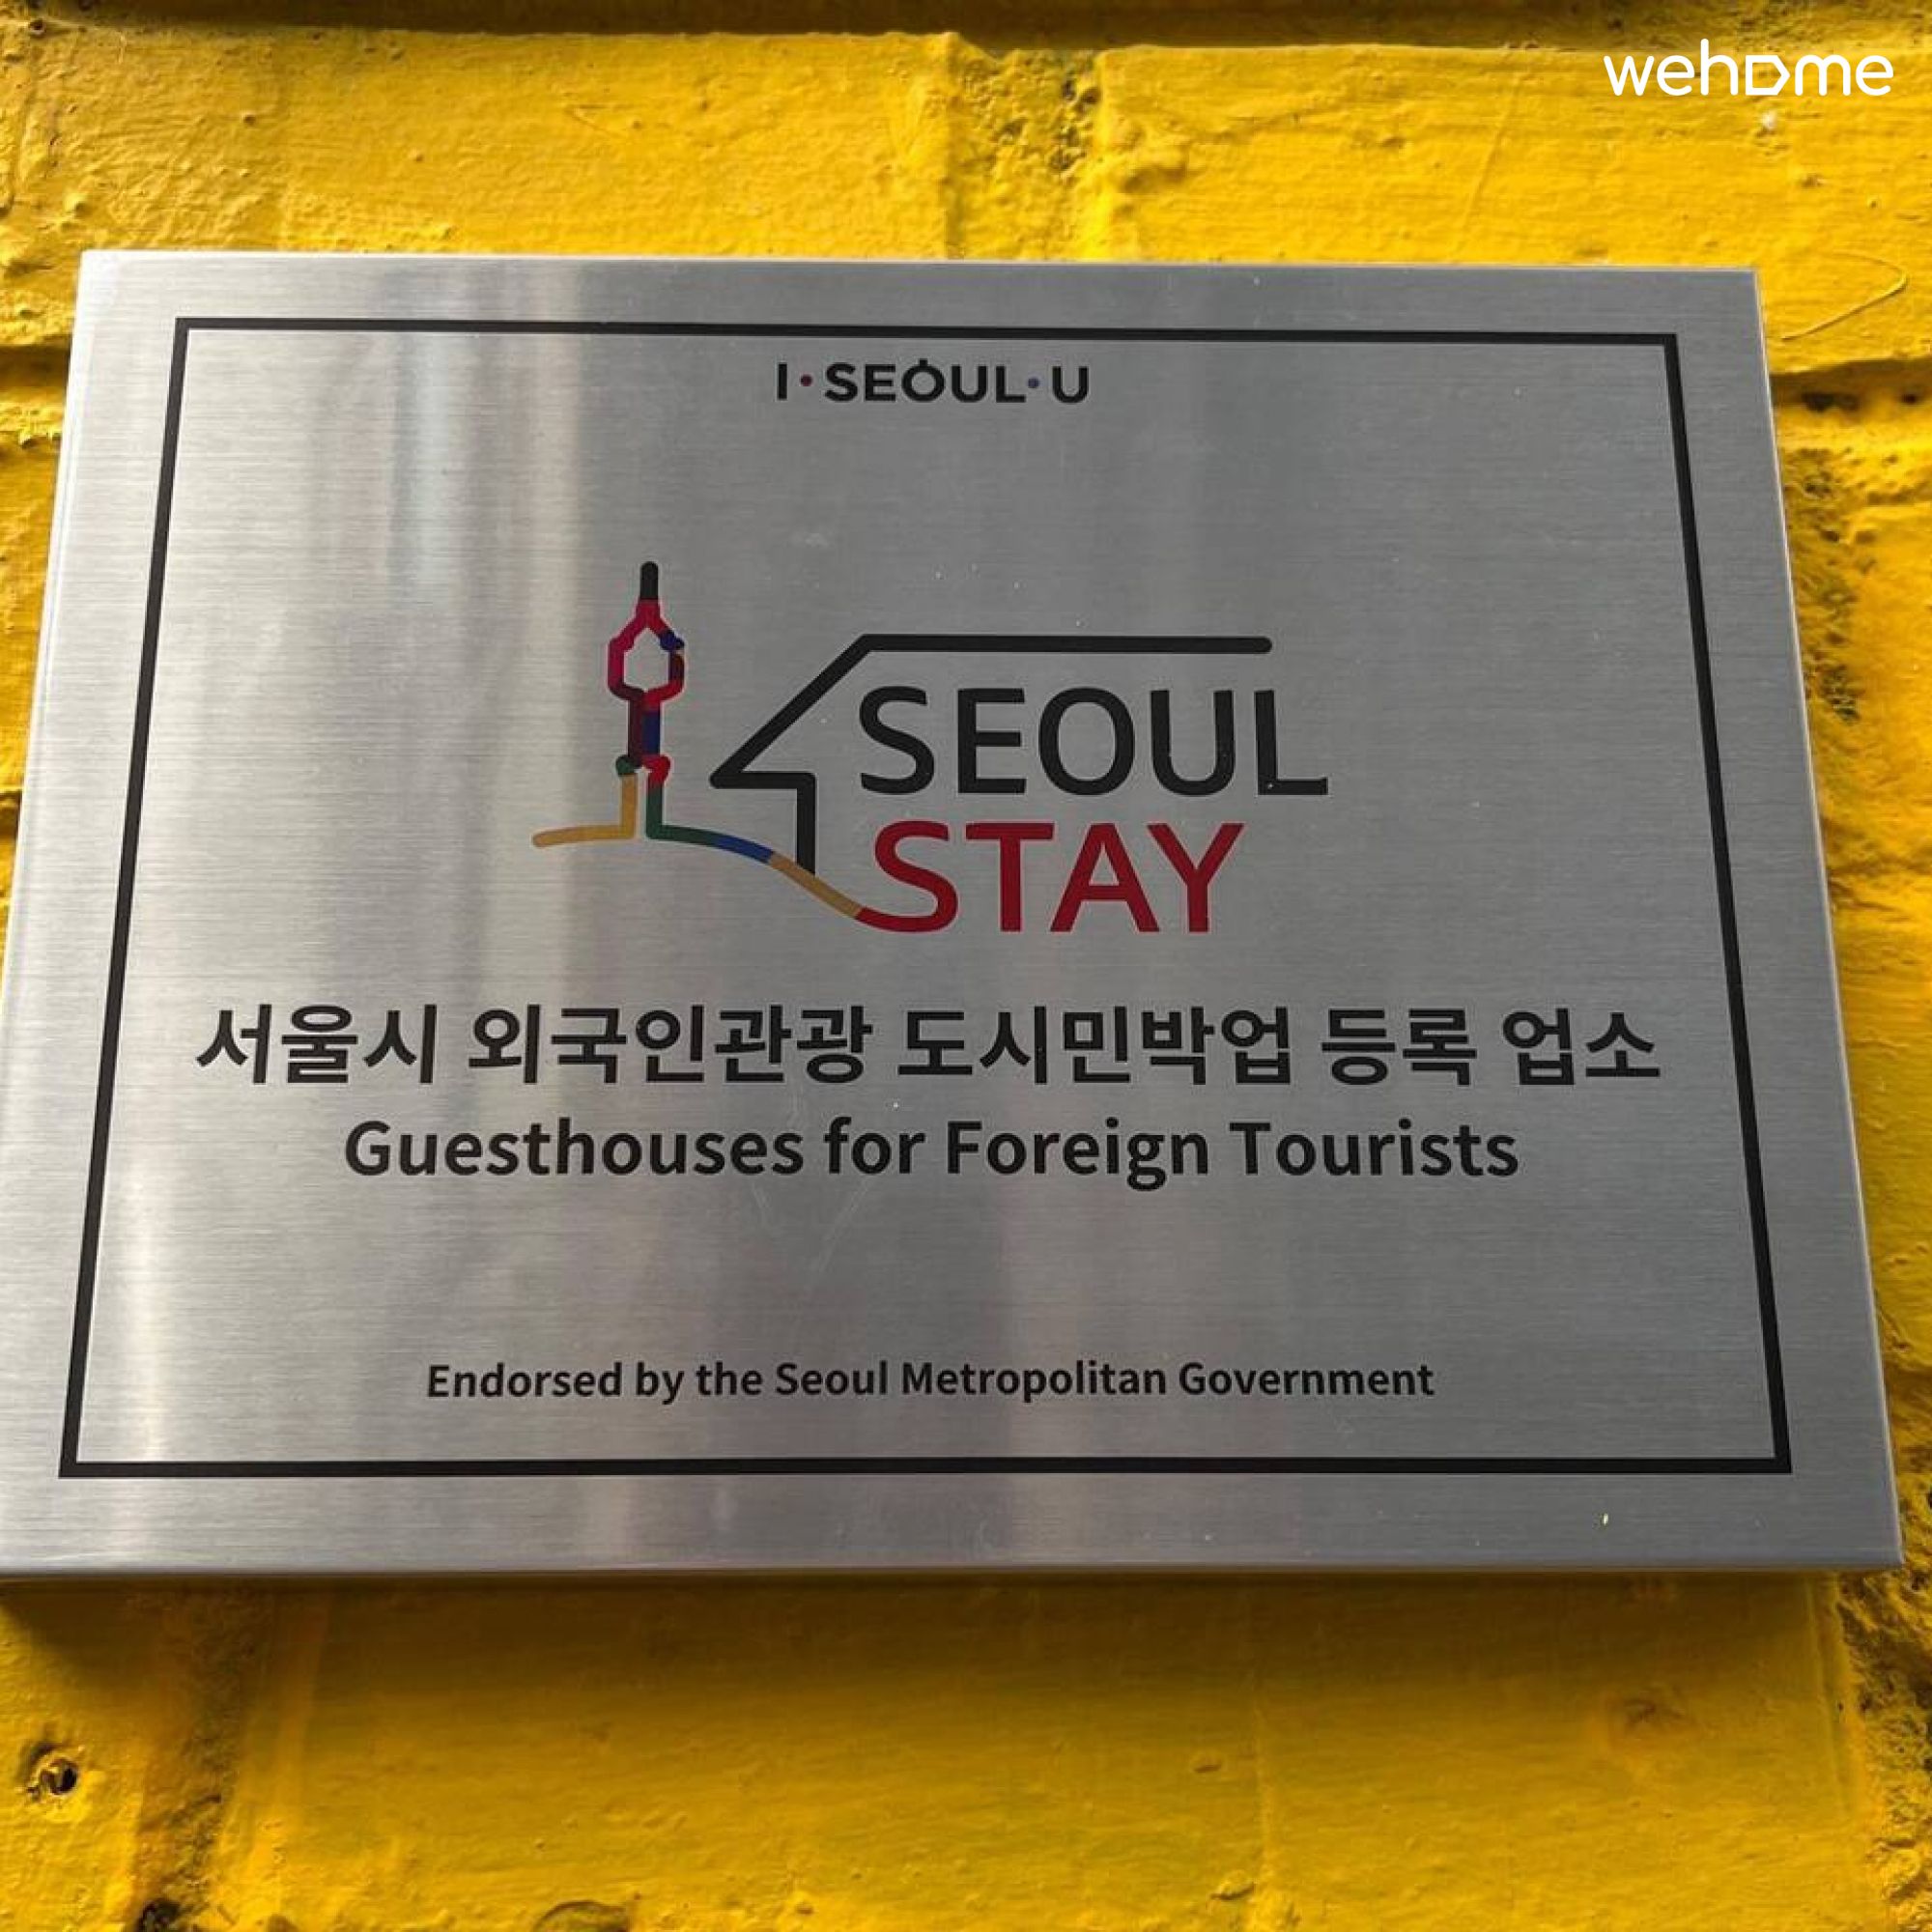 wehome
I·SEOUL·U
SEOUL
STAY
서울시 외국인관광 도시민박업 등록 업소
Guesthouses for Foreign Tourists
Endorsed by the Seoul Metropolitan Government